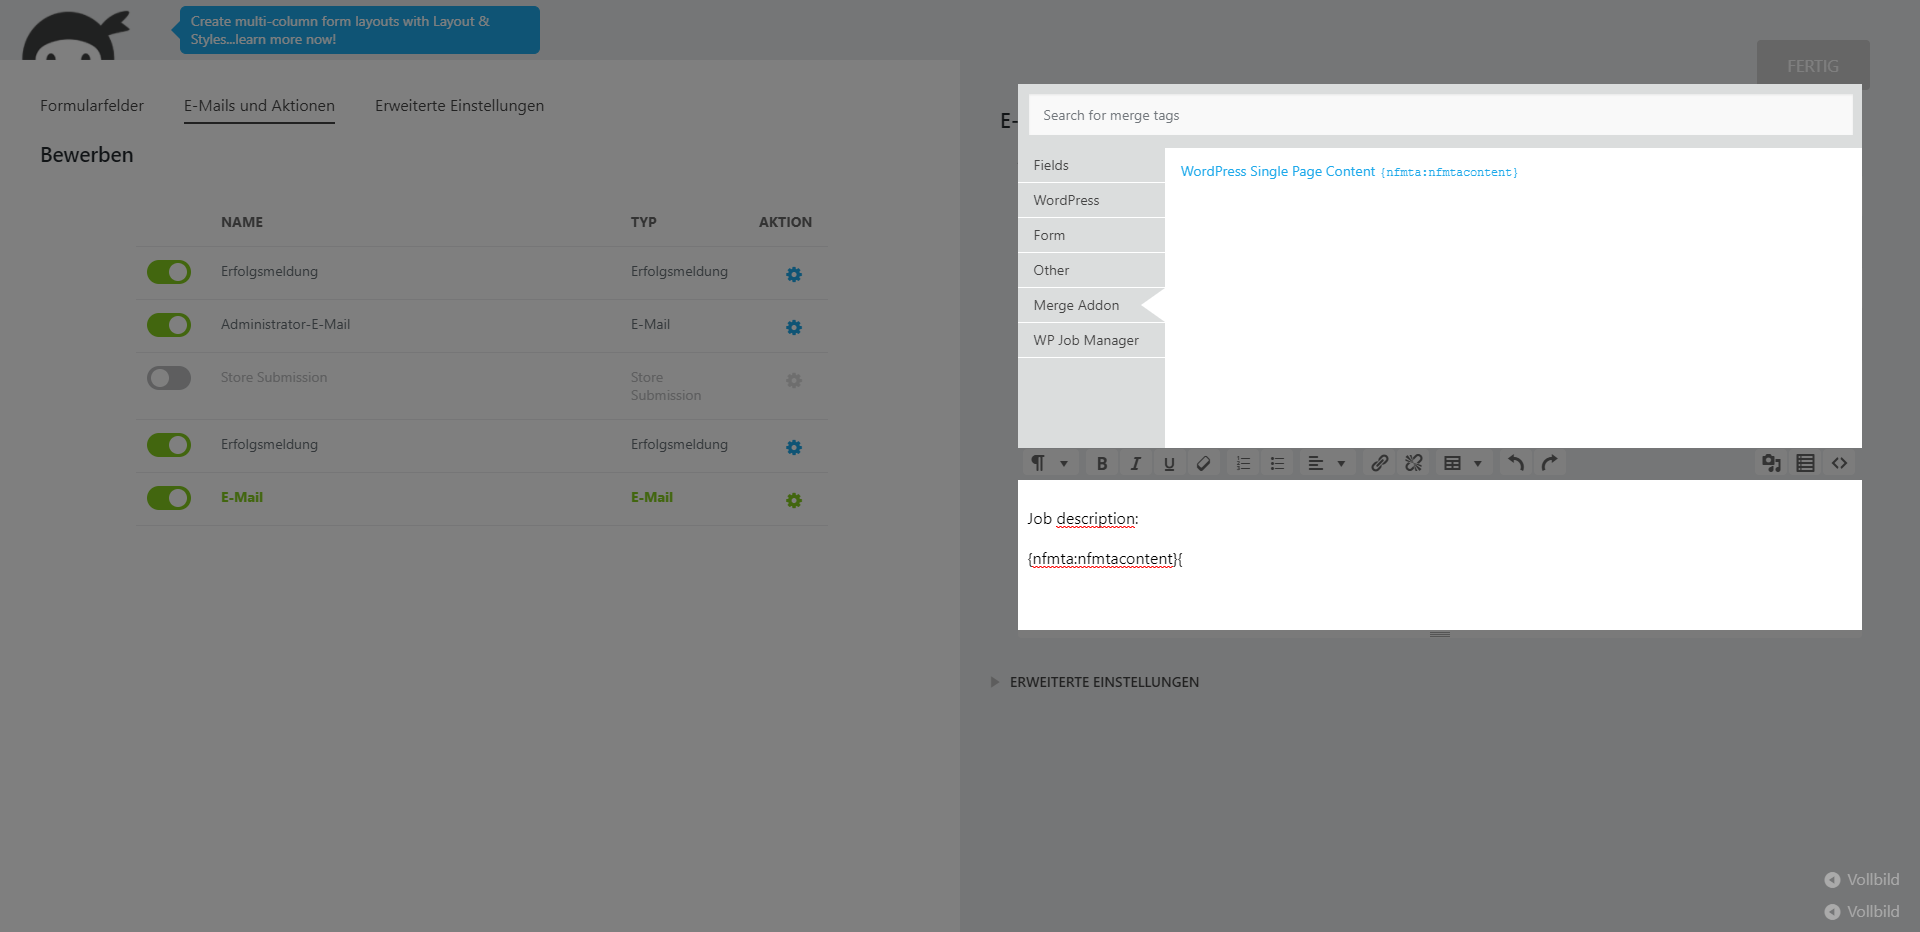 Create multi-column form layouts with Layout &
Styles...learn more now!
FERTIG
Formularfelder
E-Mails und Aktionen
Erweiterte Einstellungen
Bewerben
NAME TYP AKTION
Erfolgsmeldung Erfolgsmeldung
Administrator-E-Mail E-Mail
Store Submission Store
Submission
Erfolgsmeldung Erfolgsmeldung
E-Mail E-Mail
E-
Search for merge tags
Fields
WordPress
Form
Other
Merge Addon
WP Job Manager
WordPress Single Page Content {nfmta:nfmtacontent}
B I U
Job description:
{nfmta:nfmtacontent}{
ERWEITERTE EINSTELLUNGEN
Vollbild
Vollbild